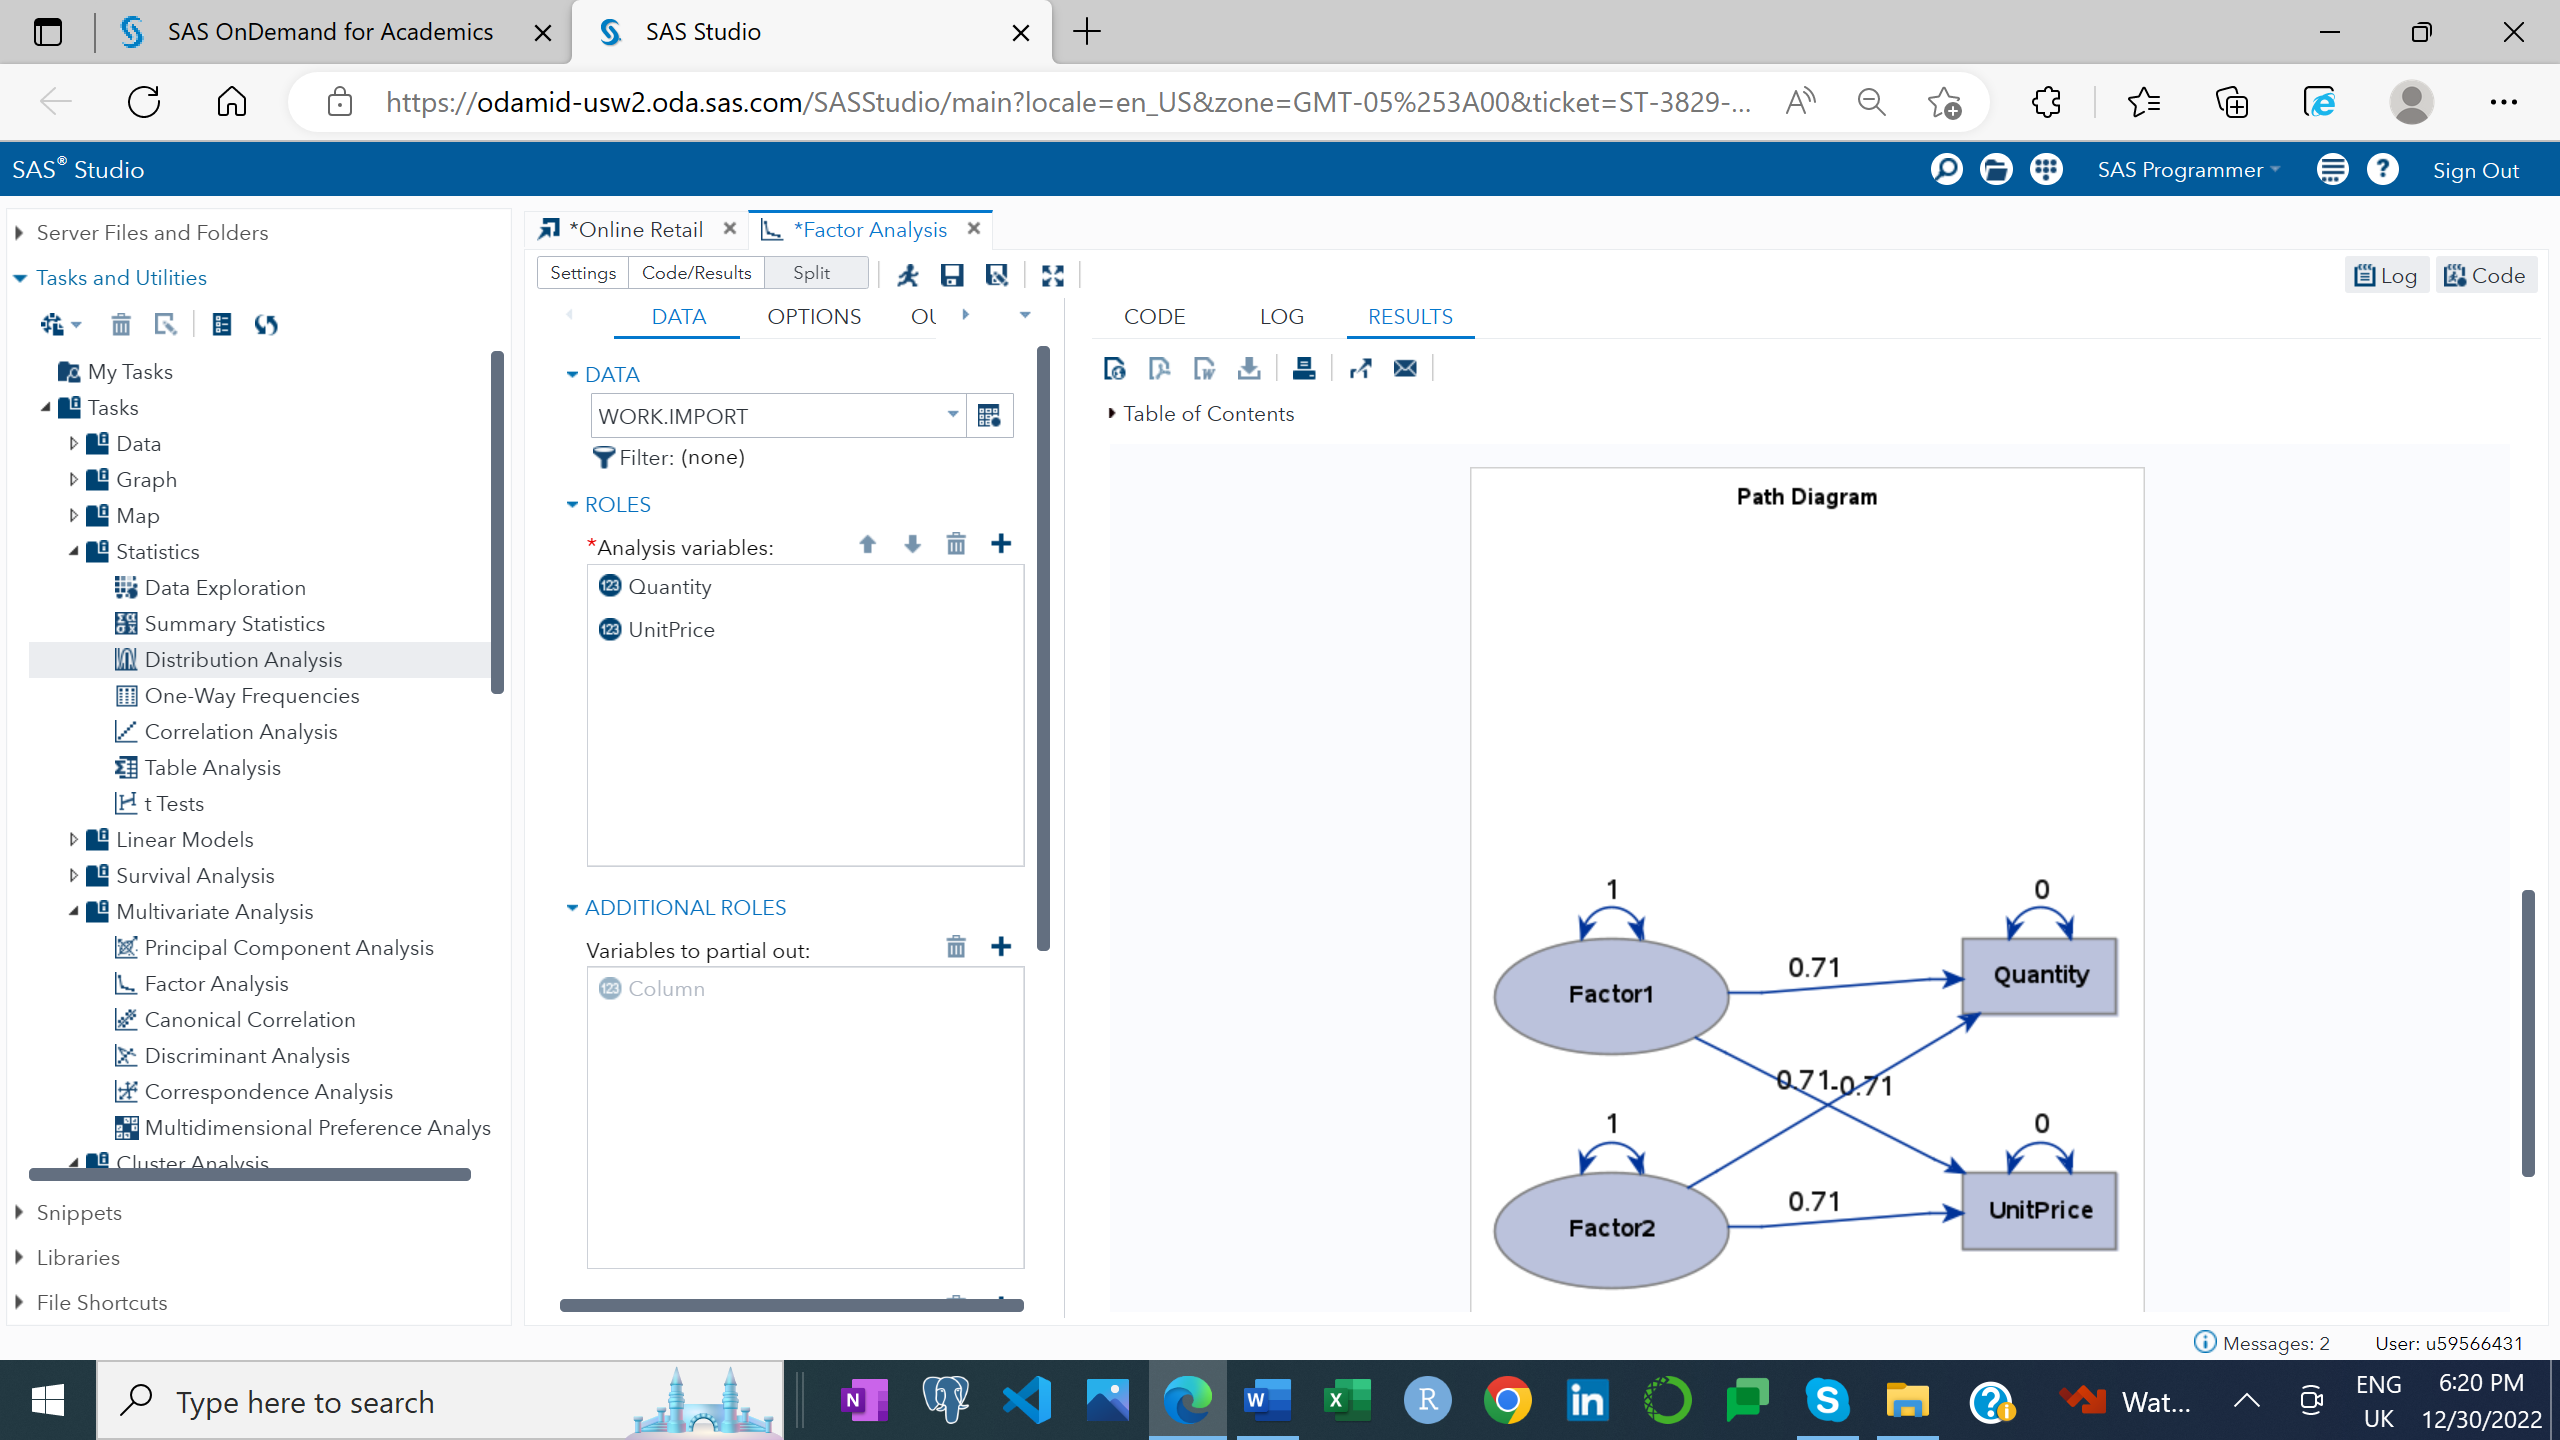 SAS OnDemand for Academics
SAS Studio
https://odamid-usw2.oda.sas.com/SASStudio/main?locale=en_US&zone=GMT-05%253A00&ticket=ST-3829-...
SAS® Studio
SAS Programmer
Sign Out
Server Files and Folders
Tasks and Utilities
My Tasks
Tasks
Data
Graph
Map
Statistics
Data Exploration
Summary Statistics
Distribution Analysis
One-Way Frequencies
Correlation Analysis
Table Analysis
t Tests
Linear Models
Survival Analysis
Multivariate Analysis
Principal Component Analysis
Factor Analysis
Canonical Correlation
Discriminant Analysis
Correspondence Analysis
Multidimensional Preference Analys
Cluster Analysis
Snippets
Libraries
File Shortcuts
*Online Retail
*Factor Analysis
Settings Code/Results Split
Log Code
DATA OPTIONS OU
DATA
WORK.IMPORT
Filter: (none)
ROLES
*Analysis variables:
123 Quantity
123 UnitPrice
ADDITIONAL ROLES
Variables to partial out:
123 Column
CODE LOG RESULTS
Table of Contents
Path Diagram
1 0
Factor1 0.71 Quantity
0.71 -0.71
1 0
Factor2 0.71 UnitPrice
Messages: 2 User: u59566431
Type here to search
Wat...
ENG
UK
6:20 PM
12/30/2022